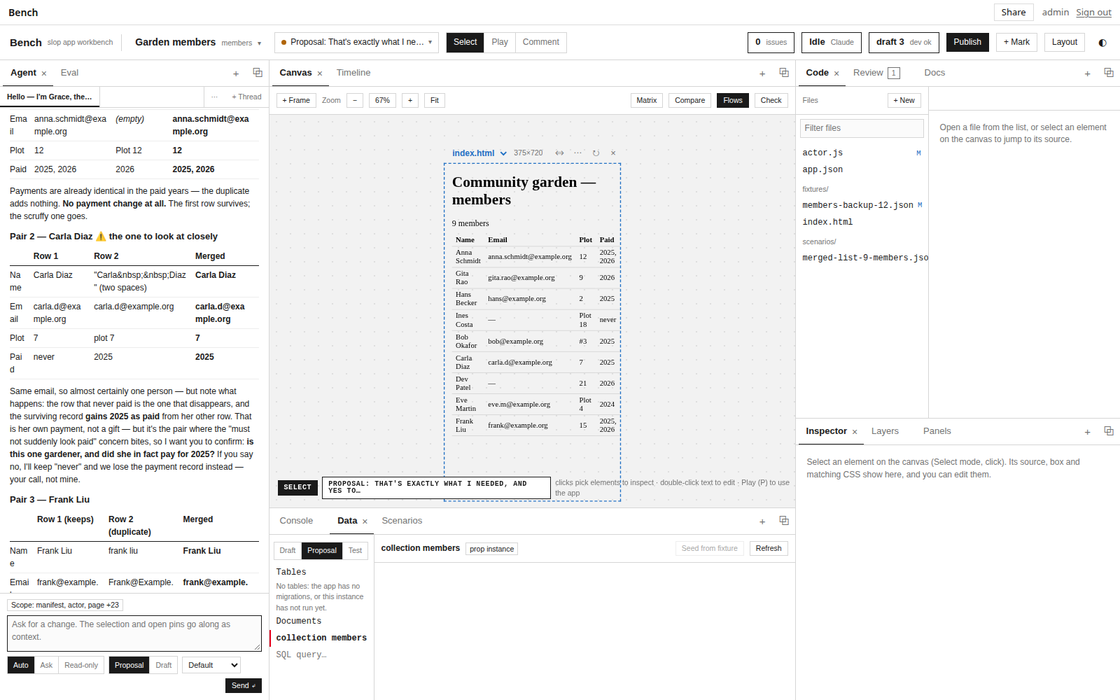 Bench
Share admin Sign out
Bench slop app workbench Garden members members ▾ Proposal: That's exactly what I ne… ▾ Select Play Comment 0 issues Idle Claude draft 3 dev ok Publish + Mark Layout
Agent × Eval +
Hello — I'm Grace, the… ··· + Thread
Ema il anna.schmidt@exa mple.org (empty) anna.schmidt@exa mple.org
Plot 12 Plot 12 12
Paid 2025, 2026 2026 2025, 2026
Payments are already identical in the paid years — the duplicate
adds nothing. No payment change at all. The first row survives;
the scruffy one goes.
Pair 2 — Carla Diaz ⚠️ the one to look at closely
Row 1 Row 2 Merged
Na me Carla Diaz "Carla&nbsp;&nbsp;Diaz " (two spaces) Carla Diaz
Em ail carla.d@exa mple.org carla.d@example.org carla.d@exa mple.org
Plot 7 plot 7 7
Pai d never 2025 2025
Same email, so almost certainly one person — but note what
happens: the row that never paid is the one that disappears, and
the surviving record gains 2025 as paid from her other row. That
is her own payment, not a gift — but it's the pair where the "must
not suddenly look paid" concern bites, so I want you to confirm: is
this one gardener, and did she in fact pay for 2025? If you say
no, I'll keep "never" and we lose the payment record instead —
your call, not mine.
Pair 3 — Frank Liu
Row 1 (keeps) Row 2 (duplicate) Merged
Nam e Frank Liu frank liu Frank Liu
Emai frank@example. Frank@Example. frank@example.
Scope: manifest, actor, page +23
Ask for a change. The selection and open pins go along as
context.
Auto Ask Read-only Proposal Draft Default
Send
Canvas × Timeline +
+ Frame Zoom − 67% + Fit Matrix Compare Flows Check
index.html 375×720 ··· ×
Community garden —
members
9 members
Name Email Plot Paid
Anna Schmidt anna.schmidt@example.org 12 2025, 2026
Gita Rao gita.rao@example.org 9 2026
Hans Becker hans@example.org 2 2025
Ines Costa — Plot 18 never
Bob Okafor bob@example.org #3 2025
Carla Diaz carla.d@example.org 7 2025
Dev Patel — 21 2026
Eve Martin eve.m@example.org Plot 4 2024
Frank Liu frank@example.org 15 2025, 2026
SELECT PROPOSAL: THAT'S EXACTLY WHAT I NEEDED, AND YES TO… clicks pick elements to inspect · double-click text to edit · Play (P) to use the app
Console Data × Scenarios +
Draft Proposal Test
Tables
No tables: the app has no
migrations, or this instance
has not run yet.
Documents
collection members
SQL query…
collection members prop instance Seed from fixture Refresh
Code × Review 1 Docs +
Files + New
Filter files
actor.js M
app.json
fixtures/
members-backup-12.json M
index.html
scenarios/
merged-list-9-members.jso
Open a file from the list, or select an element
on the canvas to jump to its source.
Inspector × Layers Panels +
Select an element on the canvas (Select mode, click). Its source, box and
matching CSS show here, and you can edit them.